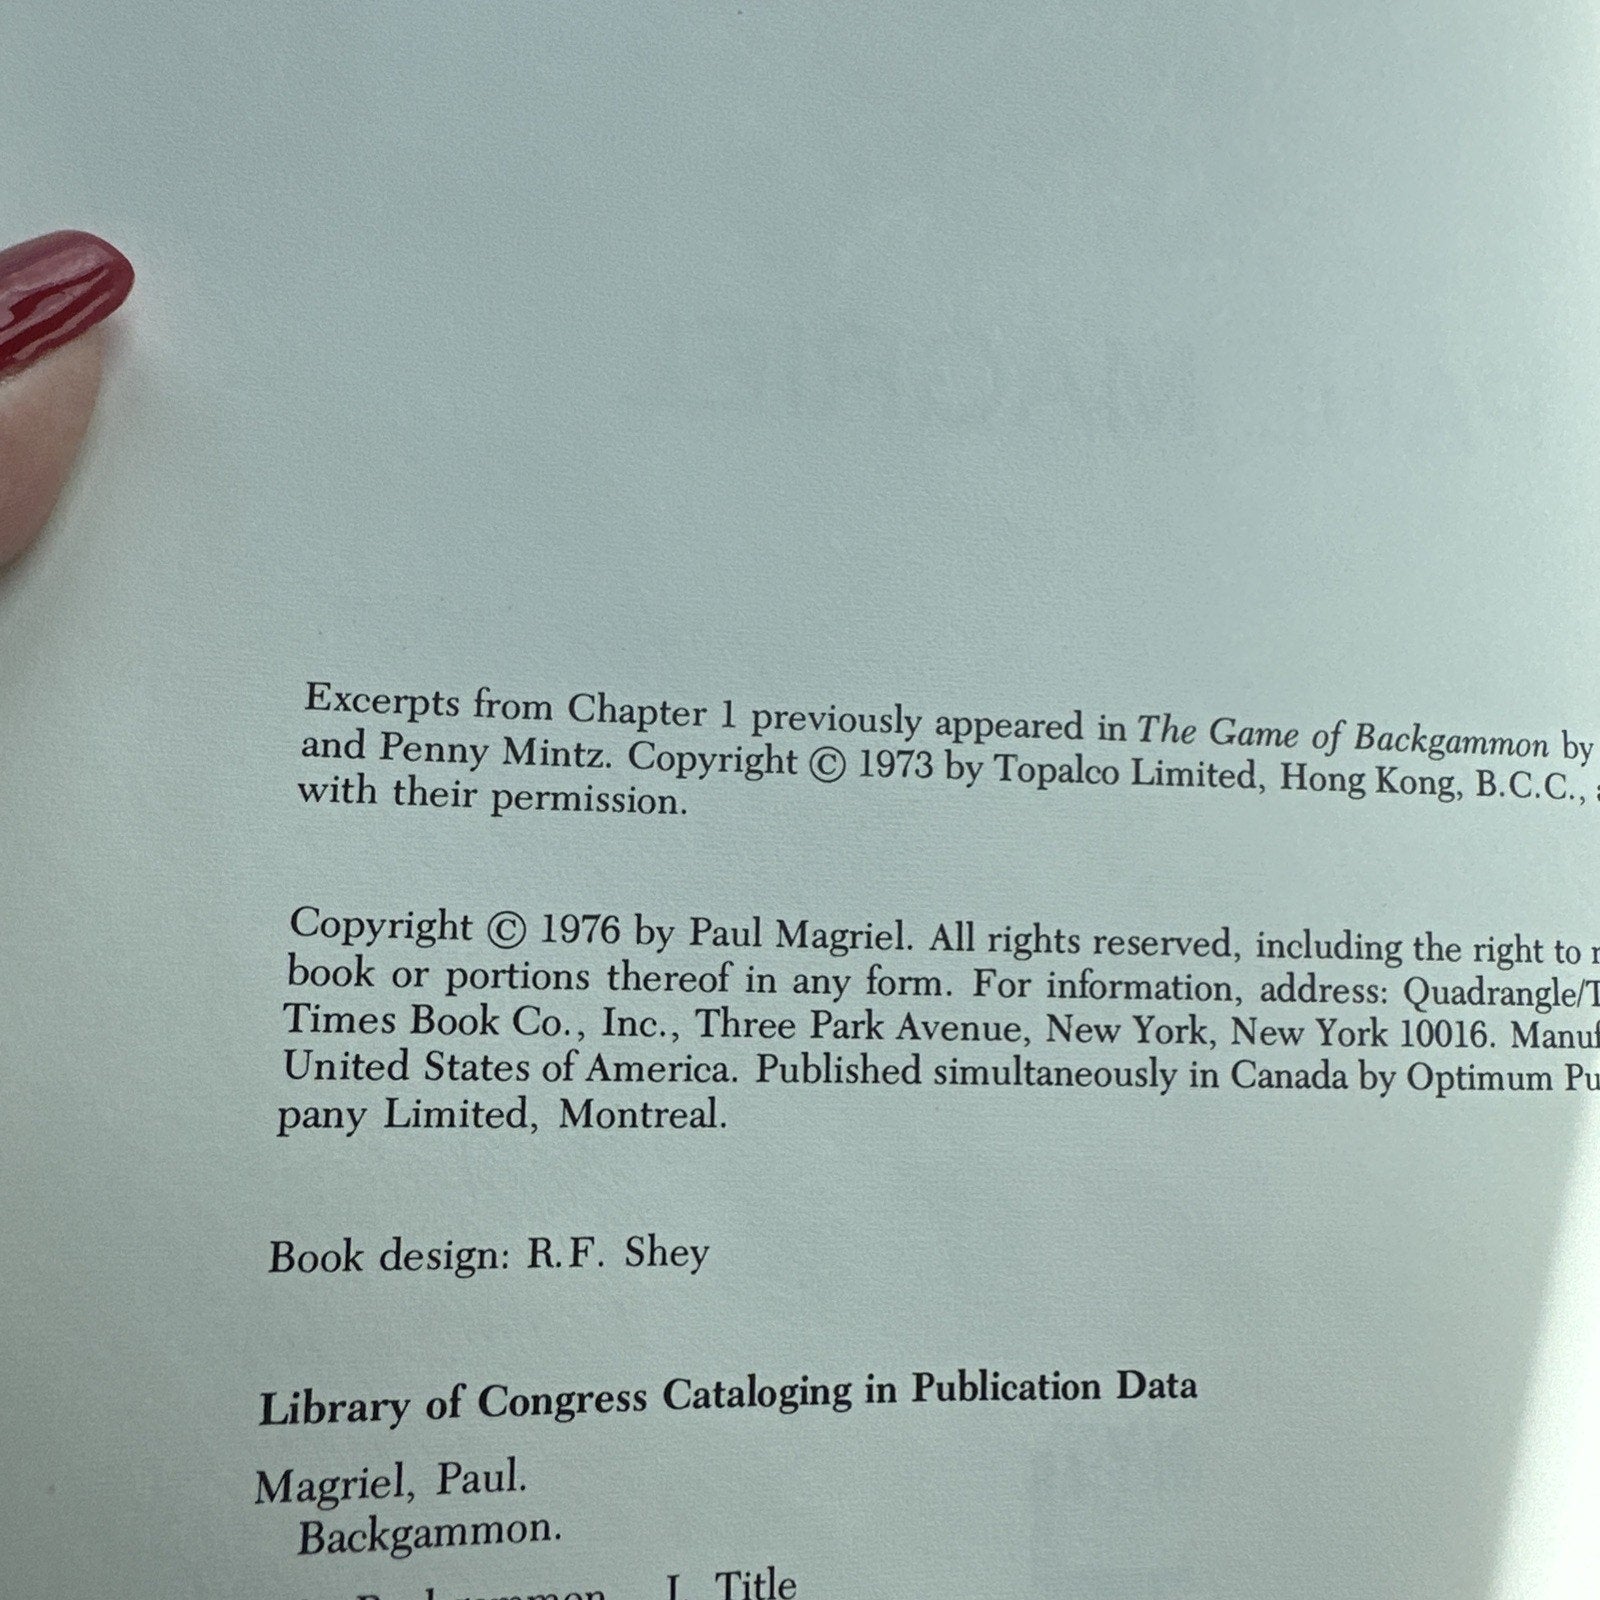 Excerpts from Chapter 1 previously appeared in The Game of Backgammon by
and Penny Mintz. Copyright © 1973 by Topalco Limited, Hong Kong, B.C.C.,
with their permission.
Copyright © 1976 by Paul Magriel. All rights reserved, including the right to
book or portions thereof in any form. For information, address: Quadrangle/T
Times Book Co., Inc., Three Park Avenue, New York, New York 10016. Manuf
United States of America. Published simultaneously in Canada by Optimum Pu
pany Limited, Montreal.
Book design: R.F. Shey
Library of Congress Cataloging in Publication Data
Magriel, Paul.
Backgammon.
I. Title